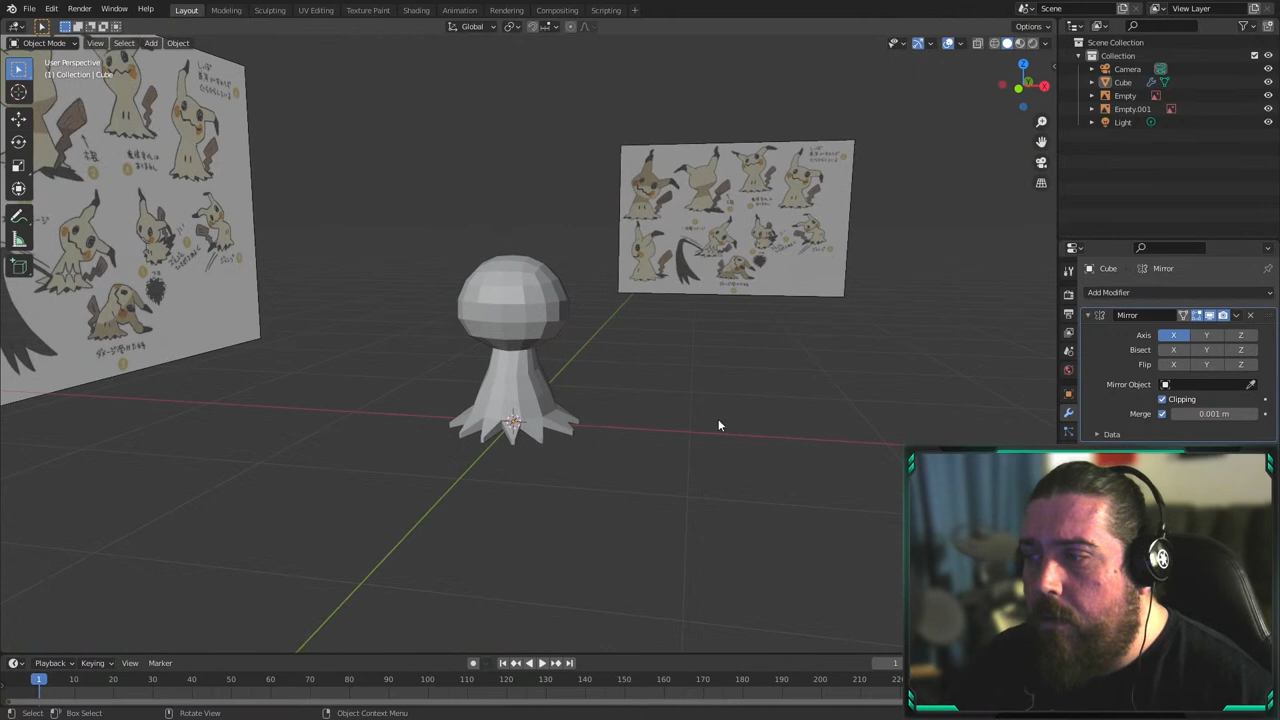 File Edit Render Window Help
Layout Modeling Sculpting UV Editing Texture Paint Shading Animation Rendering Compositing Scripting
Scene
View Layer
Global
Options
Object Mode View Select Add Object
User Perspective
(1) Collection | Cube
Z
X
Scene Collection
Collection
Camera
Cube
Empty
Empty.001
Light
Cube Mirror
Add Modifier
Mirror
Axis X Y Z
Bisect X Y Z
Flip X Y Z
Mirror Object
Clipping
Merge 0.001 m
Data
Playback Keying View Marker
1
1 10 20 30 40 50 60 70 80 90 100 110 120 130 140 150 160 170 180 190 200 210 220
Select Box Select Rotate View Object Context Menu